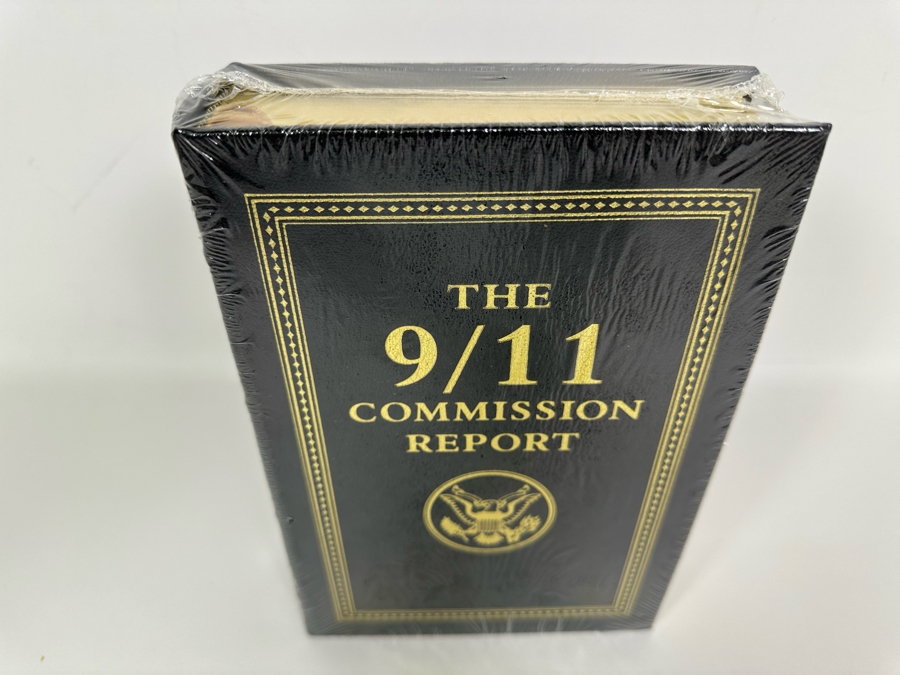 THE
9/11
COMMISSION
REPORT